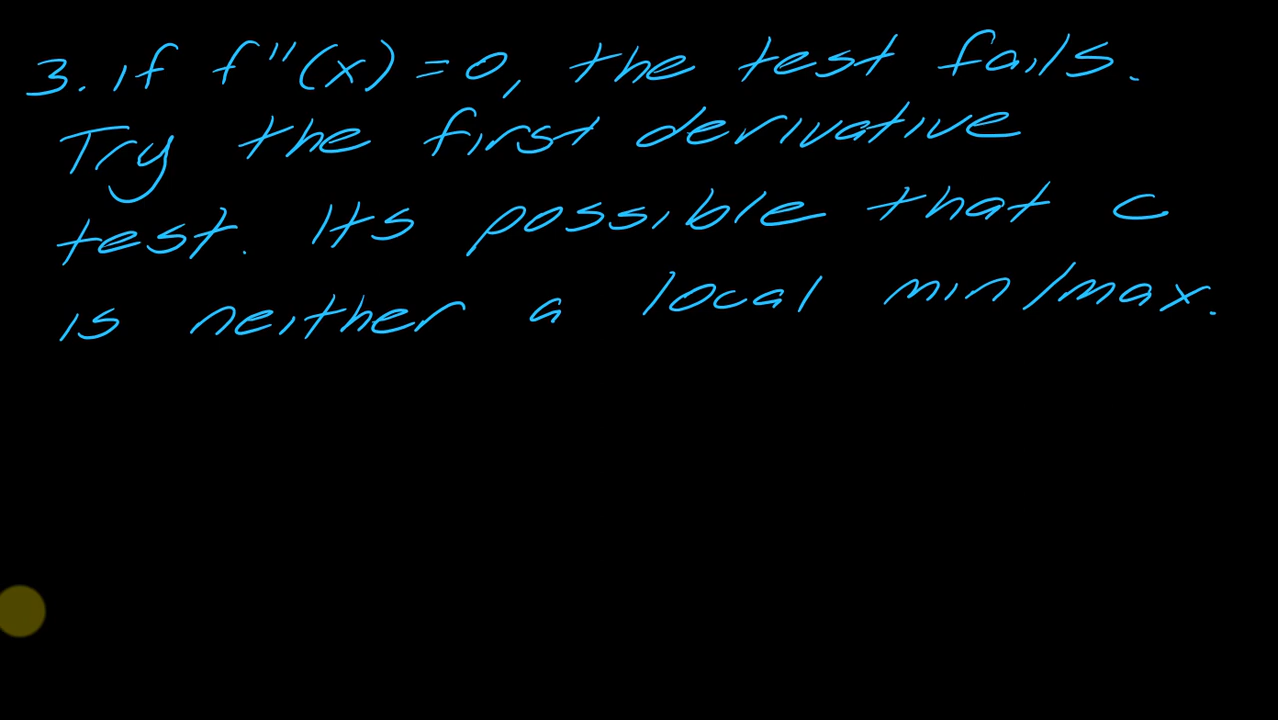 3. if f"(x) = 0, the test fails.
Try the first derivative
test. Its possible that c
is neither a local min/max.